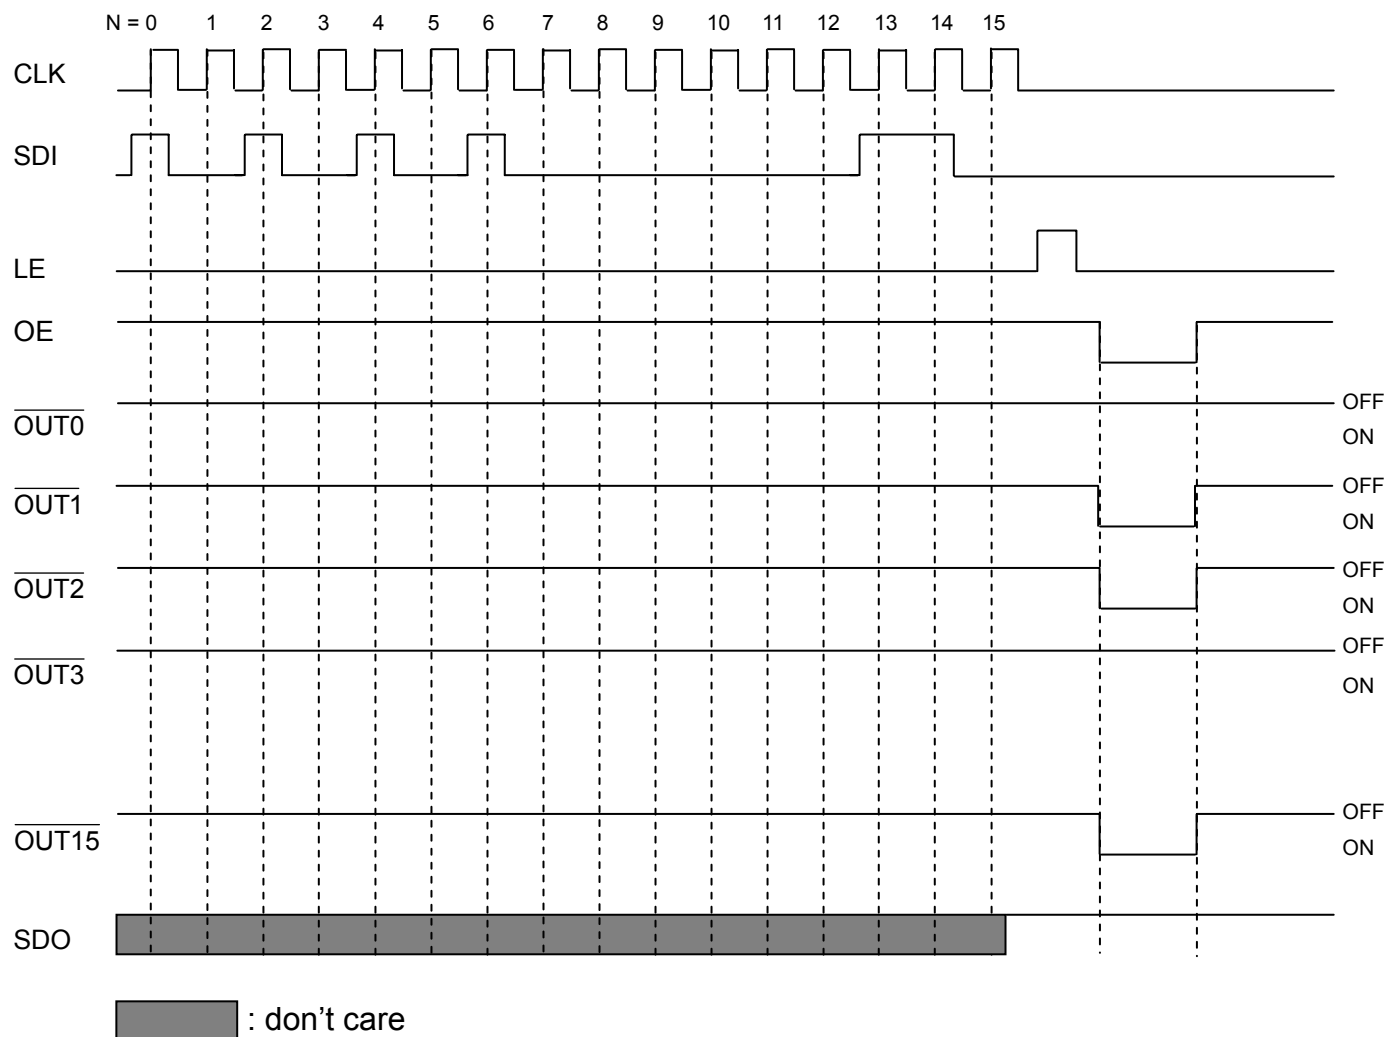 N = 0 1 2 3 4 5 6 7 8 9 10 11 12 13 14 15
CLK
SDI
LE
OE
OUT0
OFF
ON
OUT1
OFF
ON
OUT2
OFF
ON
OUT3
OFF
ON
OUT15
OFF
ON
SDO
: don’t care